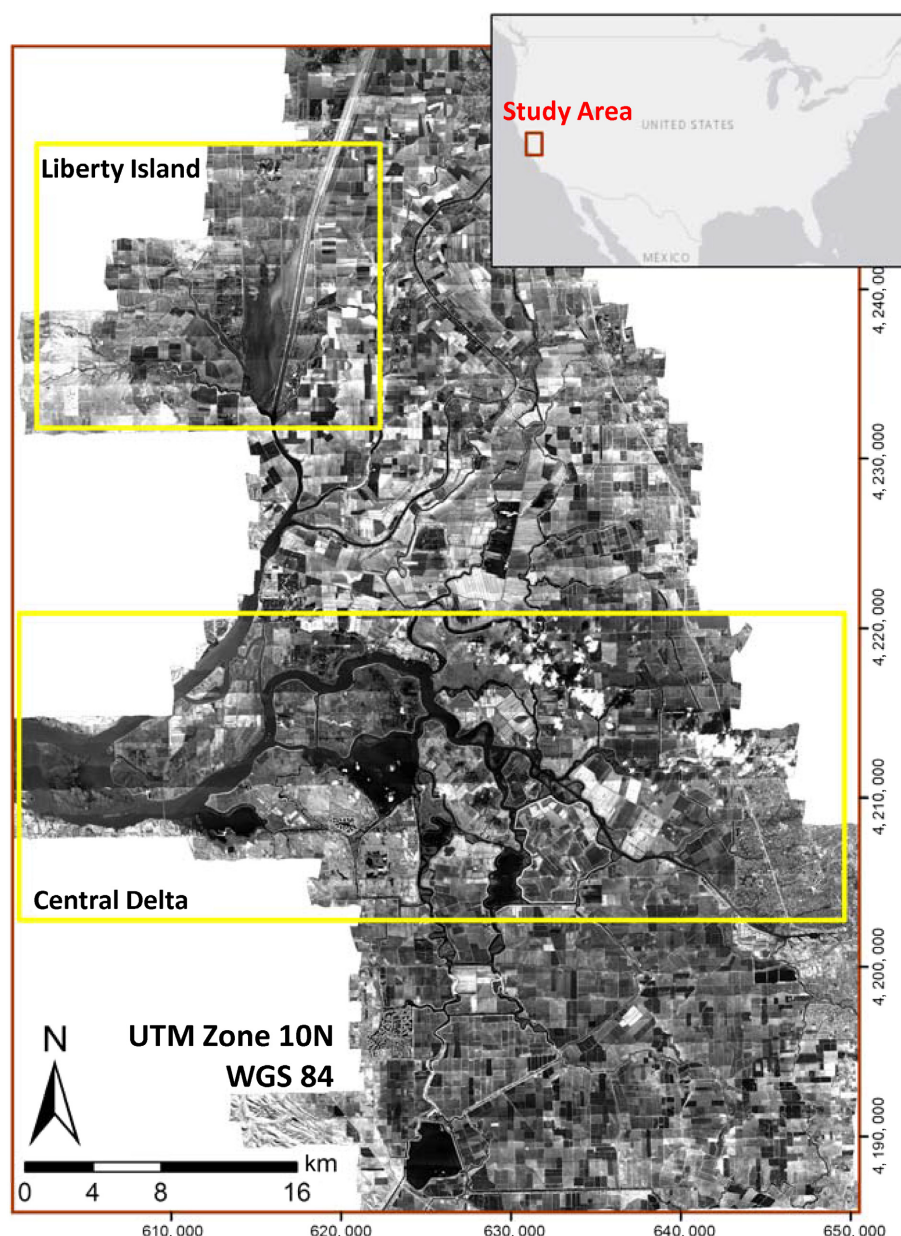 Study Area
UNITED STATES
MEXICO
Liberty Island
4, 240, 00
4, 230, 000
4, 220, 000
4, 210, 000
4, 200, 000
4, 190, 000
Central Delta
UTM Zone 10N
WGS 84
N
km
0 4 8 16
610, 000 620, 000 630, 000 640, 000 650, 000